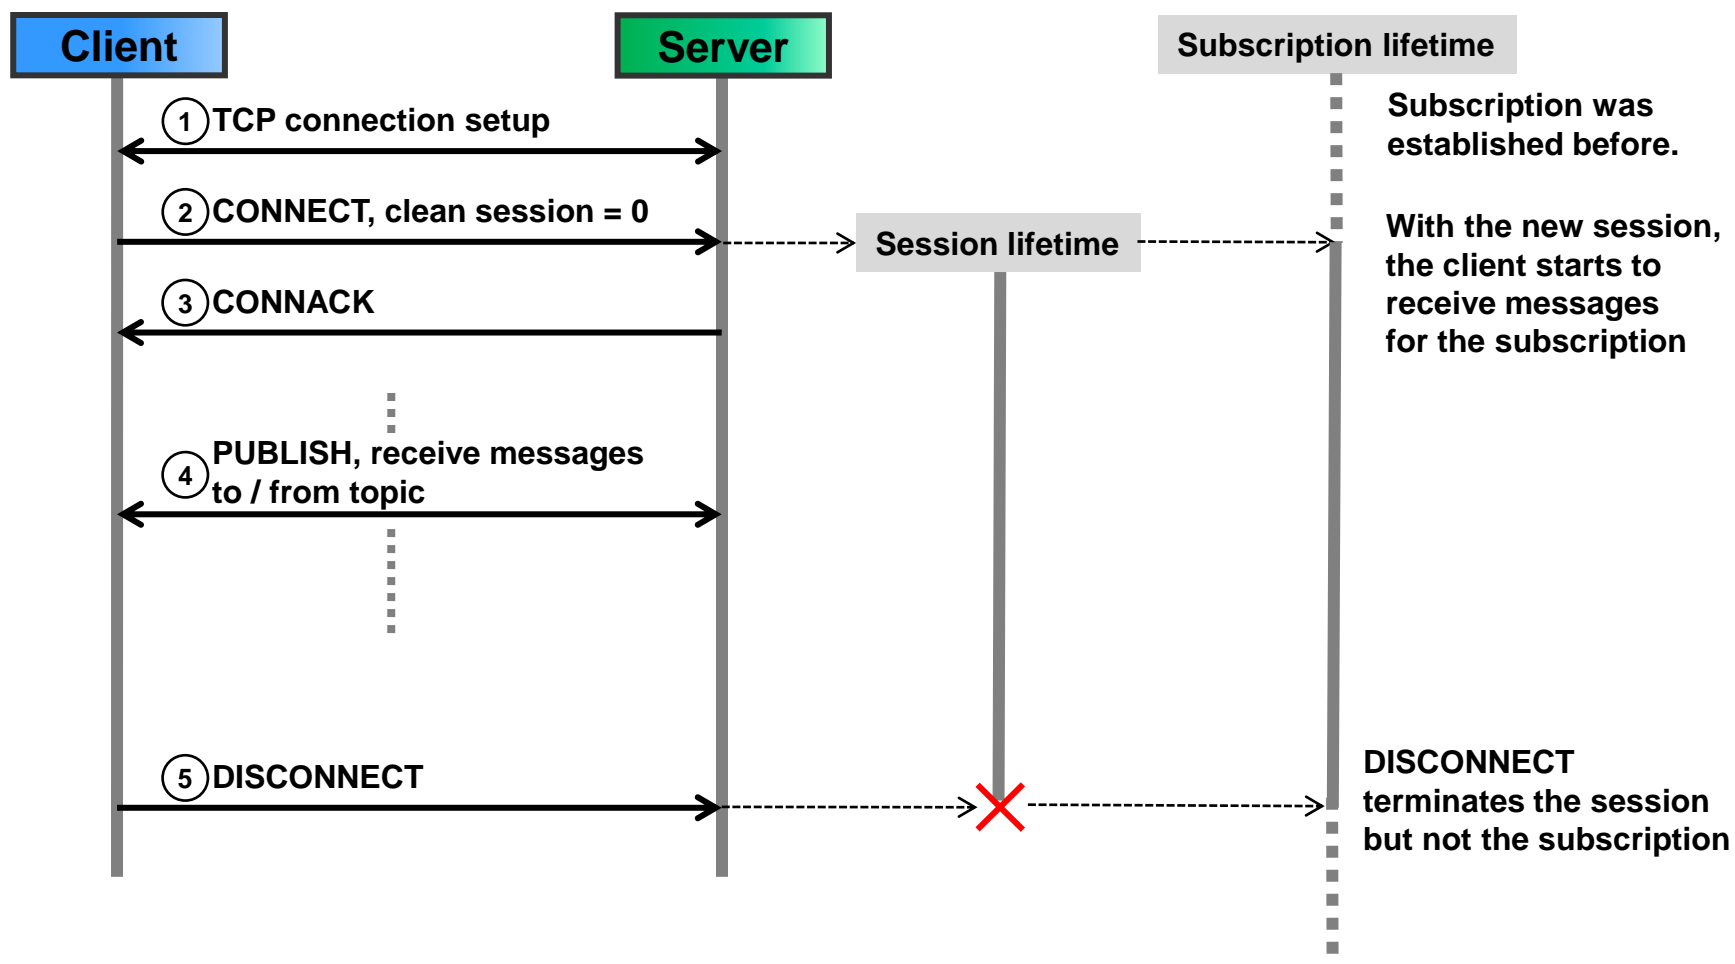 Client
Server
Subscription lifetime
Subscription was
established before.
1 TCP connection setup
2 CONNECT, clean session = 0
Session lifetime
With the new session,
the client starts to
receive messages
for the subscription
3 CONNACK
4 PUBLISH, receive messages
to / from topic
5 DISCONNECT
DISCONNECT
terminates the session
but not the subscription